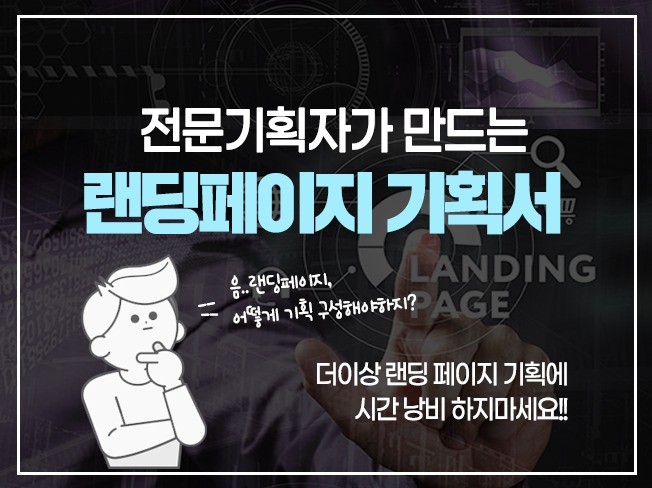 전문기획자가 만드는
랜딩페이지 기획서
음..랜딩페이지,
어떻게 기획 구성해야하지?
LANDING
PAGE
더이상 랜딩 페이지 기획에
시간 낭비 하지마세요!!